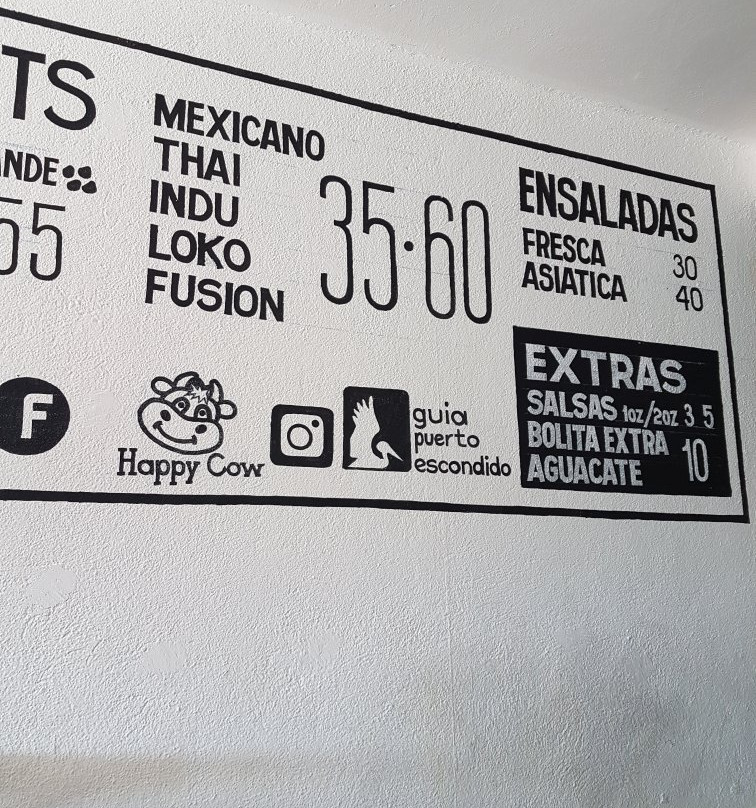 TS
ANDE
55
MEXICANO
THAI
INDU
LOKO
FUSION
35·60
ENSALADAS
FRESCA 30
ASIATICA 40
EXTRAS
SALSAS 1oz/2oz 3 5
BOLITA EXTRA
AGUACATE 10
F
Happy Cow
guia
puerto
escondido